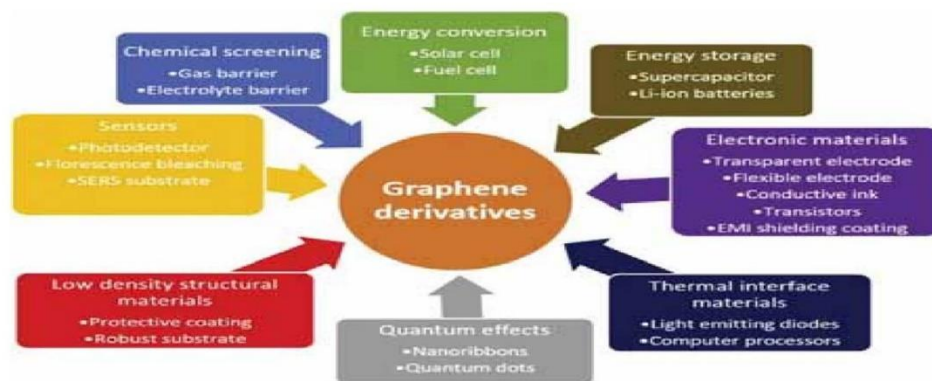 Chemical screening
•Gas barrier
•Electrolyte barrier
Energy conversion
•Solar cell
•Fuel cell
Energy storage
•Supercapacitor
•Li-ion batteries
Sensors
•Photodetector
•Florescence bleaching
•SERS substrate
Graphene
derivatives
Electronic materials
•Transparent electrode
•Flexible electrode
•Conductive ink
•Transistors
•EMI shielding coating
Low density structural
materials
•Protective coating
•Robust substrate
Quantum effects
•Nanoribbons
•Quantum dots
Thermal interface
materials
•Light emitting diodes
•Computer processors